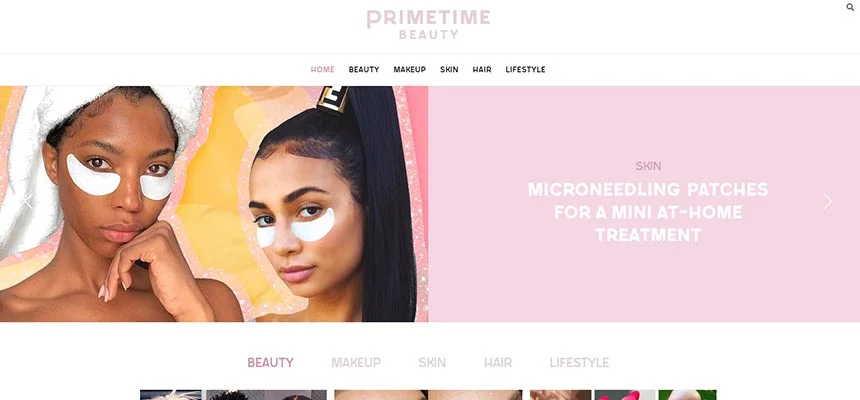 PRIMETIME
BEAUTY
HOME BEAUTY MAKEUP SKIN HAIR LIFESTYLE
SKIN
MICRONEEDLING PATCHES
FOR A MINI AT-HOME
TREATMENT
BEAUTY MAKEUP SKIN HAIR LIFESTYLE